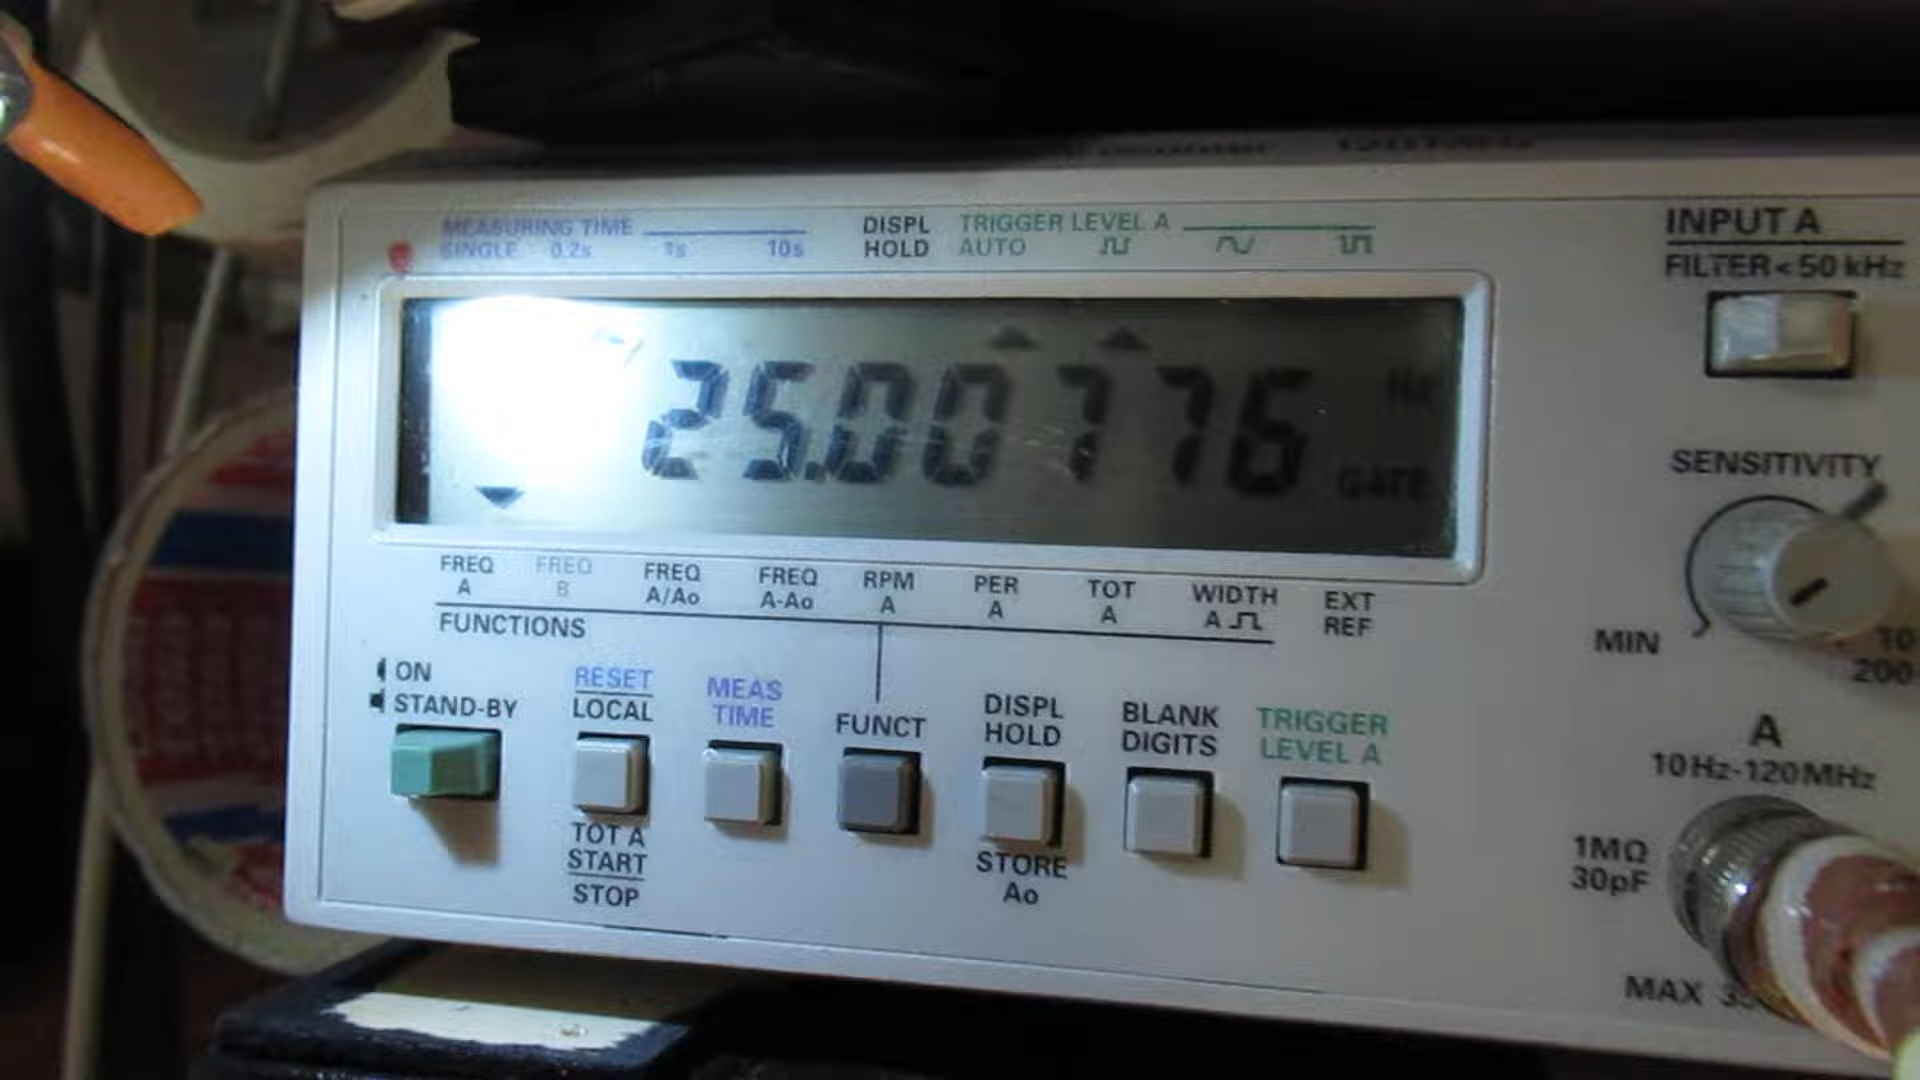 MEASURING TIME
SINGLE 0.2s 1s 10s
DISPL
HOLD
TRIGGER LEVEL A
AUTO
INPUT A
FILTER<50 kHz
25.00776
Hz
GATE
SENSITIVITY
MIN
10
200
FREQ
A
FREQ
B
FREQ
A/Ao
FREQ
A-Ao
RPM
A
PER
A
TOT
A
WIDTH
A
EXT
REF
FUNCTIONS
ON
STAND-BY
RESET
LOCAL
MEAS
TIME
FUNCT
DISPL
HOLD
BLANK
DIGITS
TRIGGER
LEVEL A
TOT A
START
STOP
STORE
Ao
A
10Hz-120MHz
1MΩ
30pF
MAX